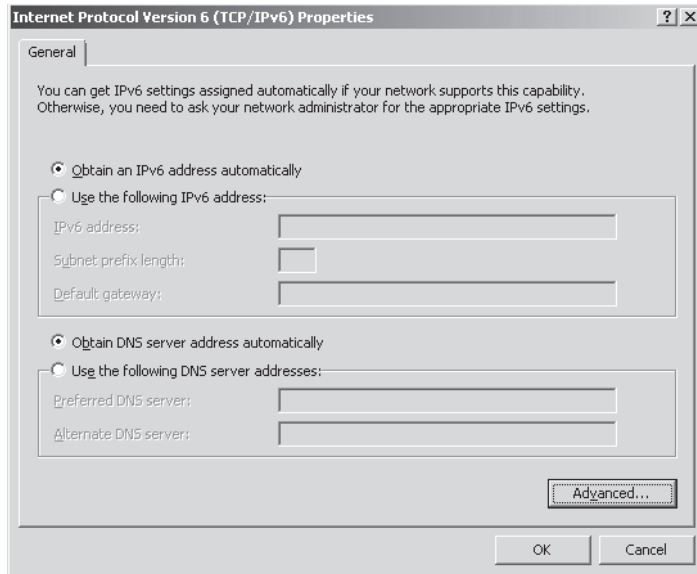 Internet Protocol Version 6 (TCP/IPv6) Properties
General
You can get IPv6 settings assigned automatically if your network supports this capability.
Otherwise, you need to ask your network administrator for the appropriate IPv6 settings.
Obtain an IPv6 address automatically
Use the following IPv6 address:
IPv6 address:
Subnet prefix length:
Default gateway:
Obtain DNS server address automatically
Use the following DNS server addresses:
Preferred DNS server:
Alternate DNS server:
Advanced...
OK
Cancel